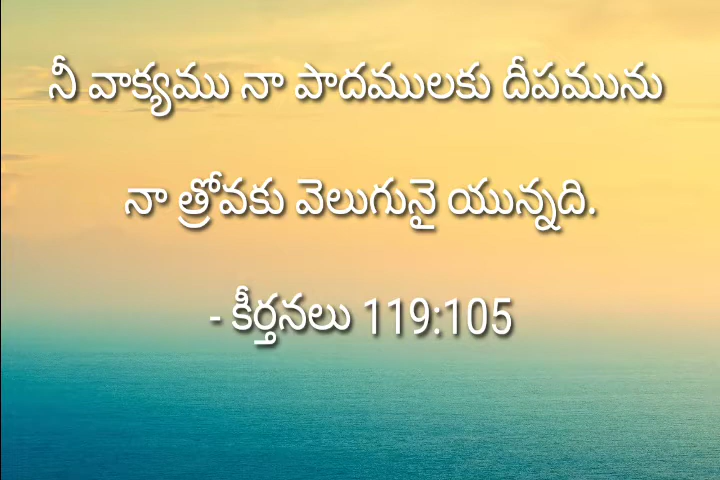 నీ వాక్యము నా పాదములకు దీపమును
నా త్రోవకు వెలుగునై యున్నది.
- కీర్తనలు 119:105